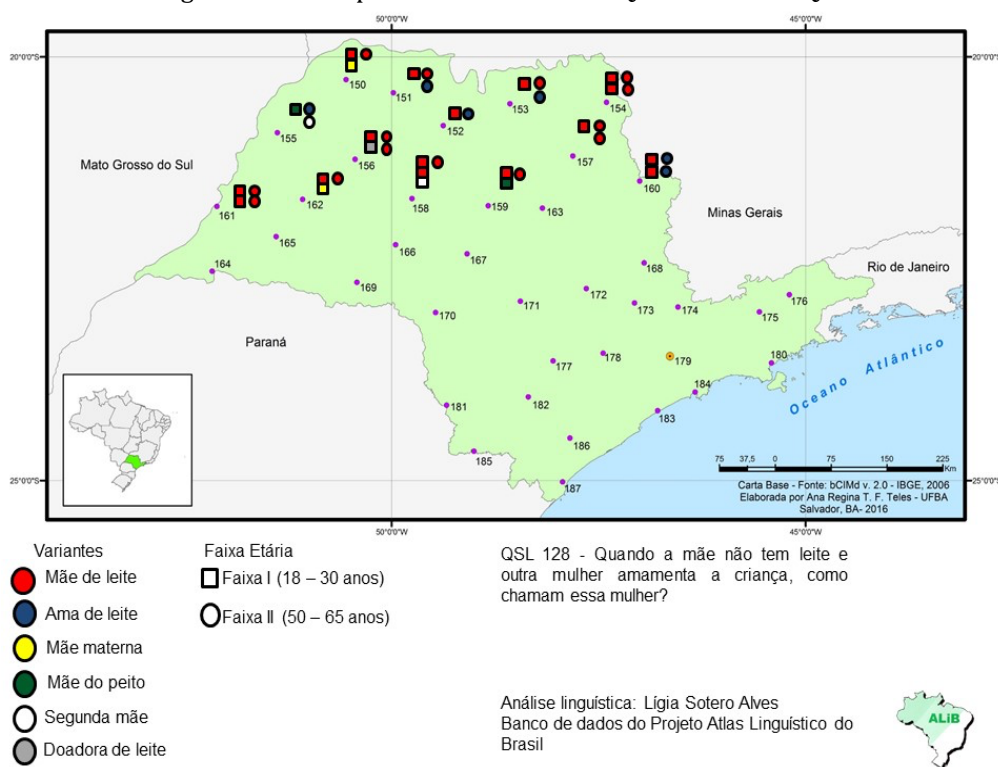 50°0'0"W
45°0'0"W
20°0'0"S
20°0'0"S
150
151
152
153
154
155
156
157
158
159
160
161
162
163
164
165
166
167
168
169
170
171
172
173
174
175
176
177
178
179
180
181
182
183
184
185
186
187
Mato Grosso do Sul
Minas Gerais
Rio de Janeiro
Paraná
Oceano Atlântico
75 37,5 0 75 150 225
Km
Carta Base - Fonte: bCIMd v. 2.0 - IBGE, 2006
Elaborada por Ana Regina T. F. Teles - UFBA
Salvador, BA- 2016
25°0'0"S
25°0'0"S
50°0'0"W
45°0'0"W
Variantes
Mãe de leite
Ama de leite
Mãe materna
Mãe do peito
Segunda mãe
Doadora de leite
Faixa Etária
Faixa I (18 – 30 anos)
Faixa II (50 – 65 anos)
QSL 128 - Quando a mãe não tem leite e
outra mulher amamenta a criança, como
chamam essa mulher?
Análise linguística: Lígia Sotero Alves
Banco de dados do Projeto Atlas Linguístico do
Brasil
ALiB